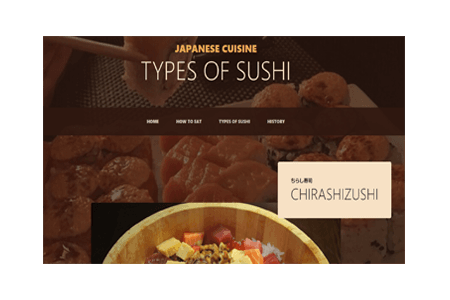 JAPANESE CUISINE
TYPES OF SUSHI
HOME HOW TO EAT TYPES OF SUSHI HISTORY
ちらし寿司
CHIRASHIZUSHI